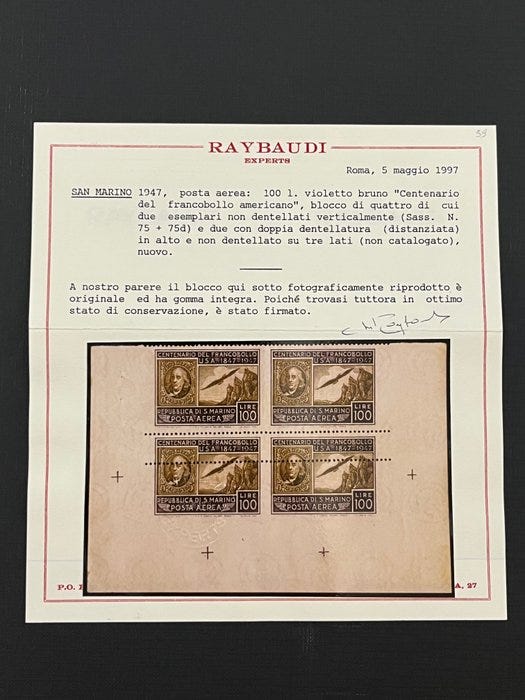 59
RAYBAUDI
EXPERTS
Roma, 5 maggio 1997
SAN MARINO 1947, posta aerea: 100 l. violetto bruno "Centenario
del francobollo americano", blocco di quattro di cui
due esemplari non dentellati verticalmente (Sass. N.
75 + 75d) e due con doppia dentellatura (distanziata)
in alto e non dentellato su tre lati (non catalogato),
nuovo.
A nostro parere il blocco qui sotto fotograficamente riprodotto è
originale ed ha gomma integra. Poiché trovasi tuttora in ottimo
stato di conservazione, è stato firmato.
CENTENARIO DEL FRANCOBOLLO
U.S.A. 1847-1947
REPUBBLICA DI S. MARINO
POSTA AEREA
LIRE
100
CENTENARIO DEL FRANCOBOLLO
U.S.A. 1847-1947
REPUBBLICA DI S. MARINO
POSTA AEREA
LIRE
100
CENTENARIO DEL FRANCOBOLLO
U.S.A. 1847-1947
REPUBBLICA DI S. MARINO
POSTA AEREA
LIRE
100
CENTENARIO DEL FRANCOBOLLO
U.S.A. 1847-1947
REPUBBLICA DI S. MARINO
POSTA AEREA
LIRE
100
P.O.
A, 27